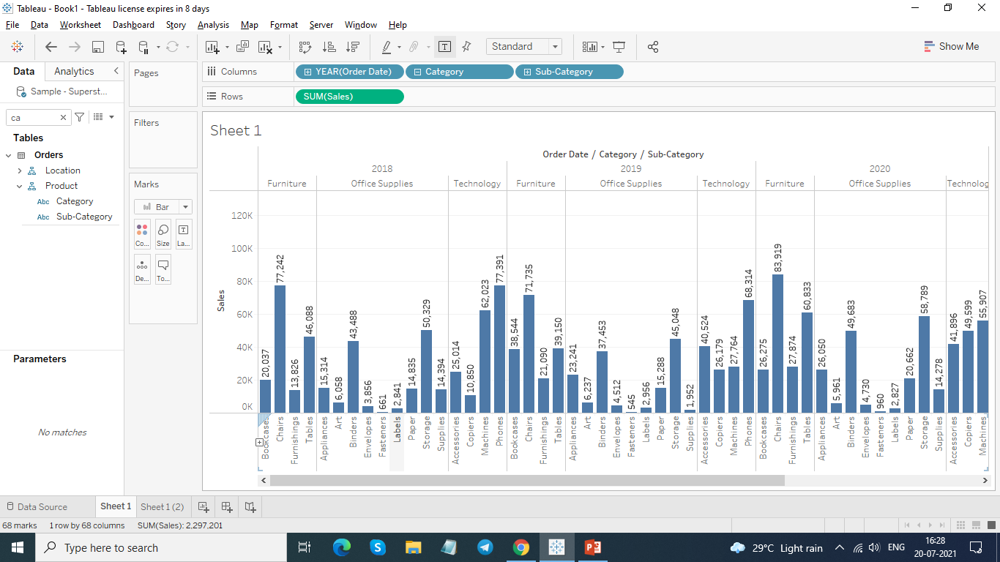 Tableau - Book1 - Tableau license expires in 8 days
File Data Worksheet Dashboard Story Analysis Map Format Server Window Help
Standard
Show Me
Data Analytics
Sample - Superst...
ca
Tables
Orders
Location
Product
Abc Category
Abc Sub-Category
Parameters
No matches
Pages
Filters
Marks
Bar
Co... Size La...
De... To...
Columns YEAR(Order Date) Category Sub-Category
Rows SUM(Sales)
Sheet 1
Order Date / Category / Sub-Category
2018 2019 2020
Furniture Office Supplies Technology Furniture Office Supplies Technology Furniture Office Supplies Technolog
Sales
120K
100K
80K
60K
40K
20K
0K
20,037 77,242 13,826 46,088 15,314 6,058 43,488 3,856 661 2,841 14,835 50,329 14,394 25,014 10,850 62,023 77,391 38,544 71,735 21,090 39,150 23,241 6,237 37,453 4,512 545 2,956 15,288 45,048 1,952 40,524 26,179 27,764 68,314 26,275 83,919 27,874 60,833 26,050 5,961 49,683 4,730 960 2,827 20,662 58,789 14,278 41,896 49,599 55,907
Bookcases Chairs Furnishings Tables Appliances Art Binders Envelopes Fasteners Labels Paper Storage Supplies Accessories Copiers Machines Phones Bookcases Chairs Furnishings Tables Appliances Art Binders Envelopes Fasteners Labels Paper Storage Supplies Accessories Copiers Machines Phones Bookcases Chairs Furnishings Tables Appliances Art Binders Envelopes Fasteners Labels Paper Storage Supplies Accessories Copiers Machines
Data Source Sheet 1 Sheet 1 (2)
68 marks 1 row by 68 columns SUM(Sales): 2,297,201
Type here to search
29°C Light rain
ENG
16:28
20-07-2021